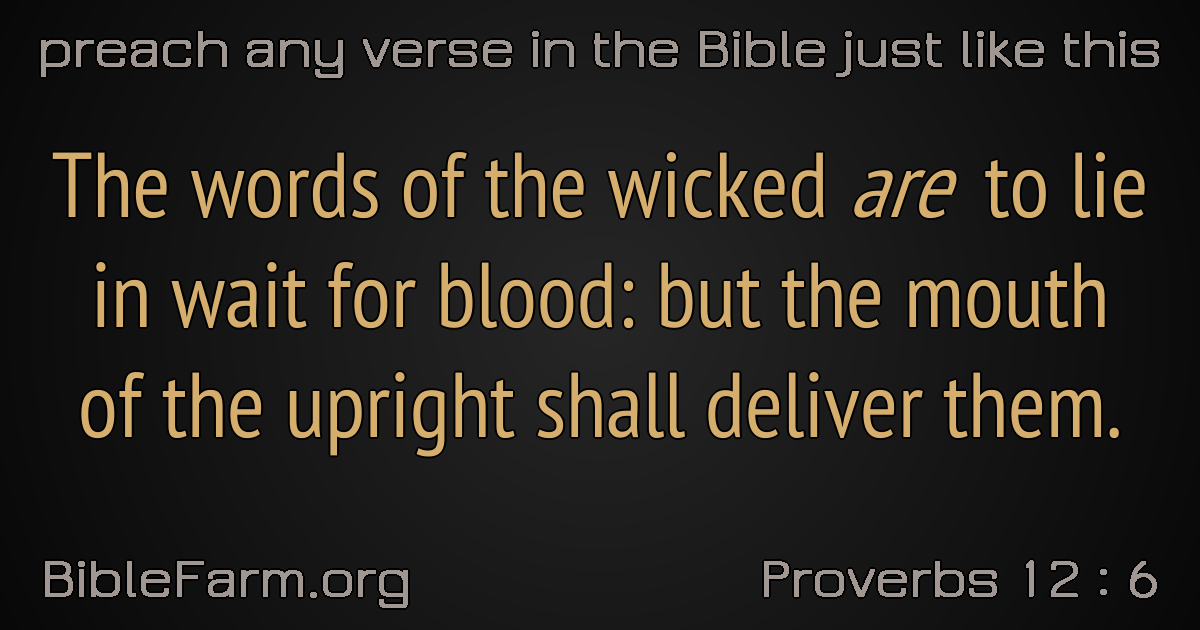 preach any verse in the Bible just like this
The words of the wicked are to lie
in wait for blood: but the mouth
of the upright shall deliver them.
BibleFarm.org
Proverbs 12 : 6